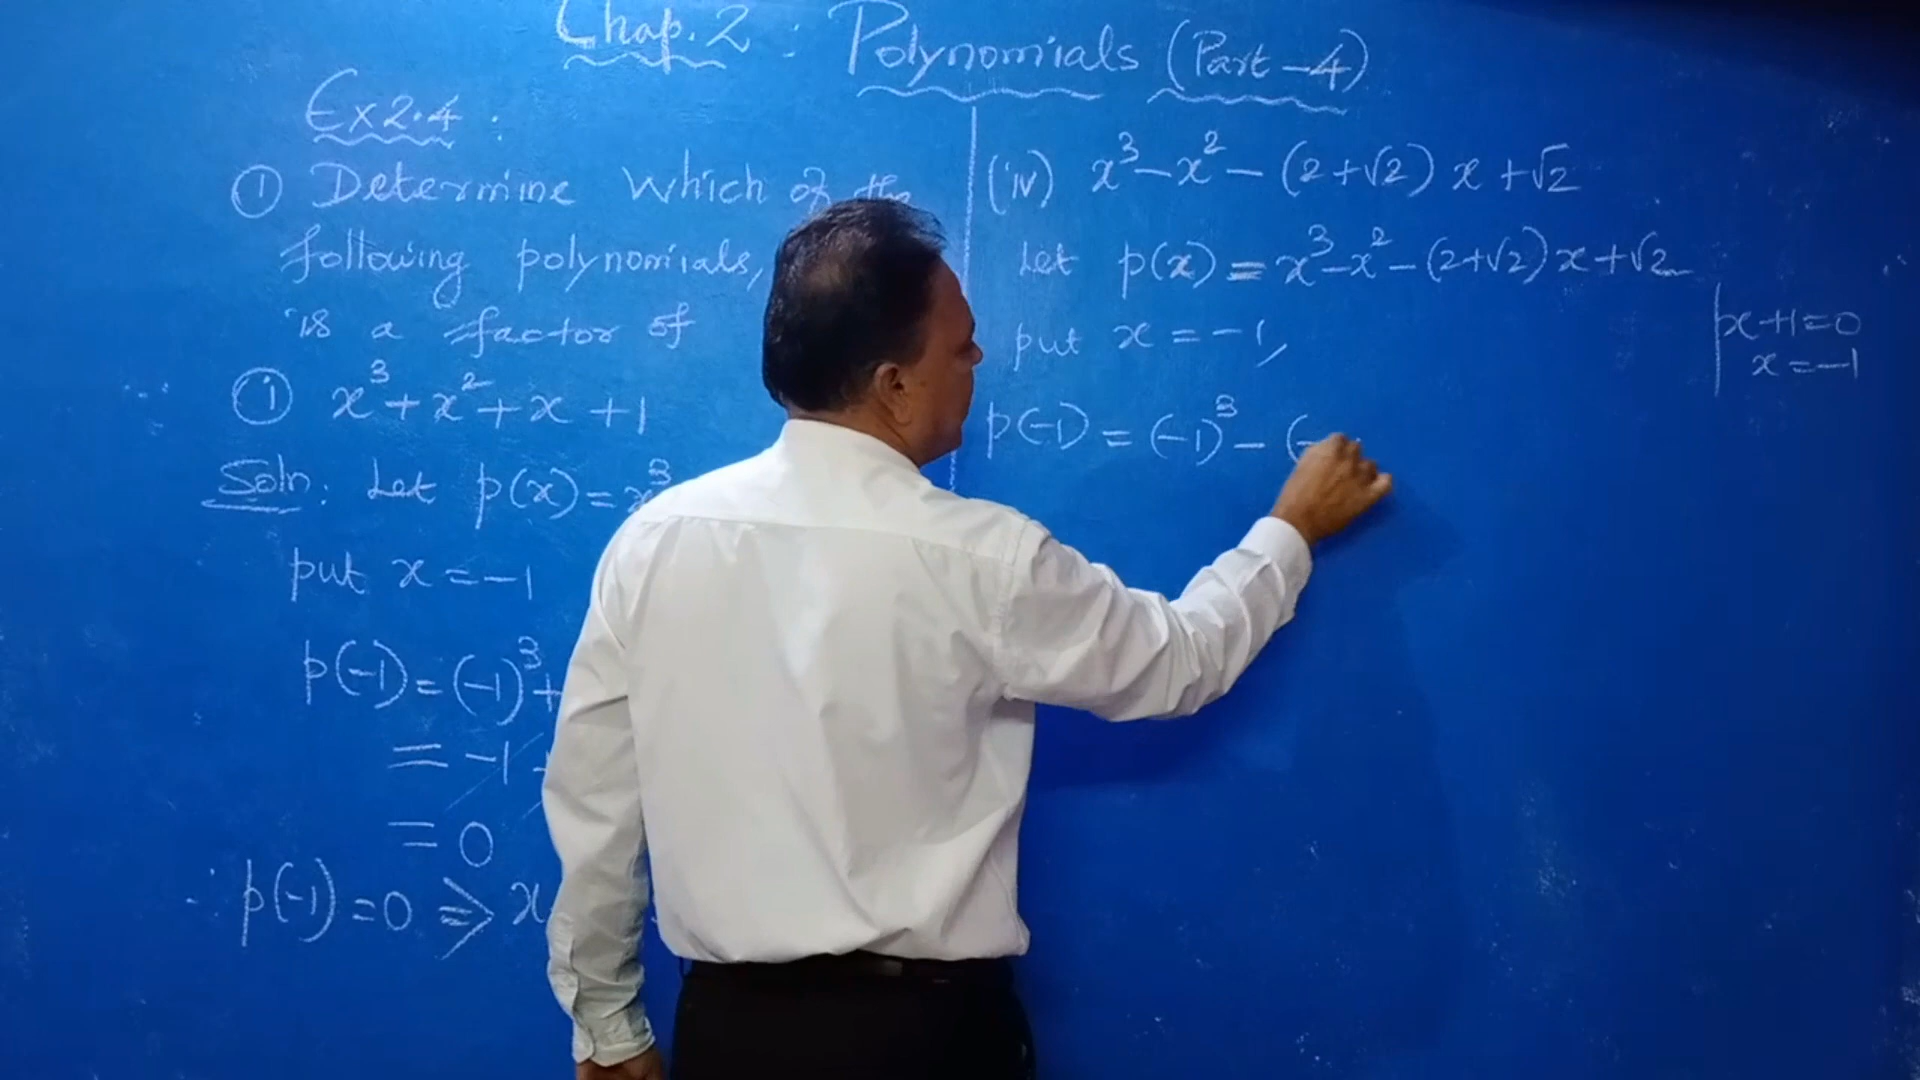 Chap. 2 : Polynomials (Part-4)
Ex 2.4 :
① Determine which of the
following polynomials,
is a factor of
① x³ + x² + x + 1
Soln: Let p(x) = x³
put x = -1
p(-1) = (-1)³ +
= -1 +
= 0
∴ p(-1) = 0 ⇒ x
(iv) x³ - x² - (2+√2) x + √2
Let p(x) = x³ - x² - (2+√2) x + √2
put x = -1,
p(-1) = (-1)³ - (-
x + 1 = 0
x = -1